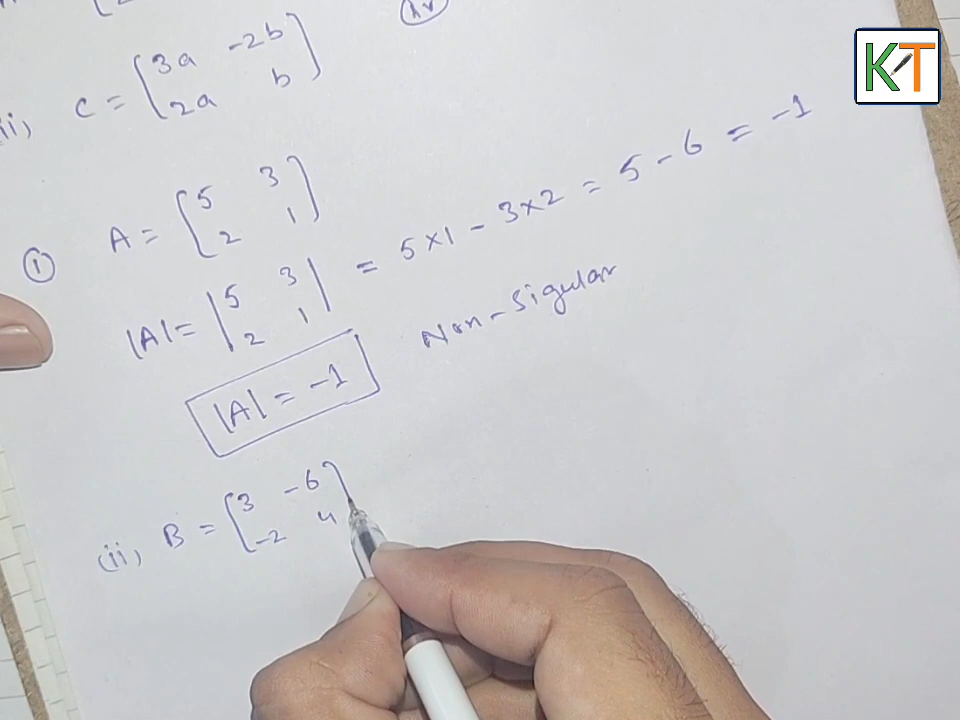 KT
ii, C = [3a -2b
2a b]
① A = [5 3
2 1]
|A| = |5 3
2 1| = 5×1 - 3×2 = 5 - 6 = -1
|A| = -1 Non-Sigular
(ii), B = [3 -6
-2 4]